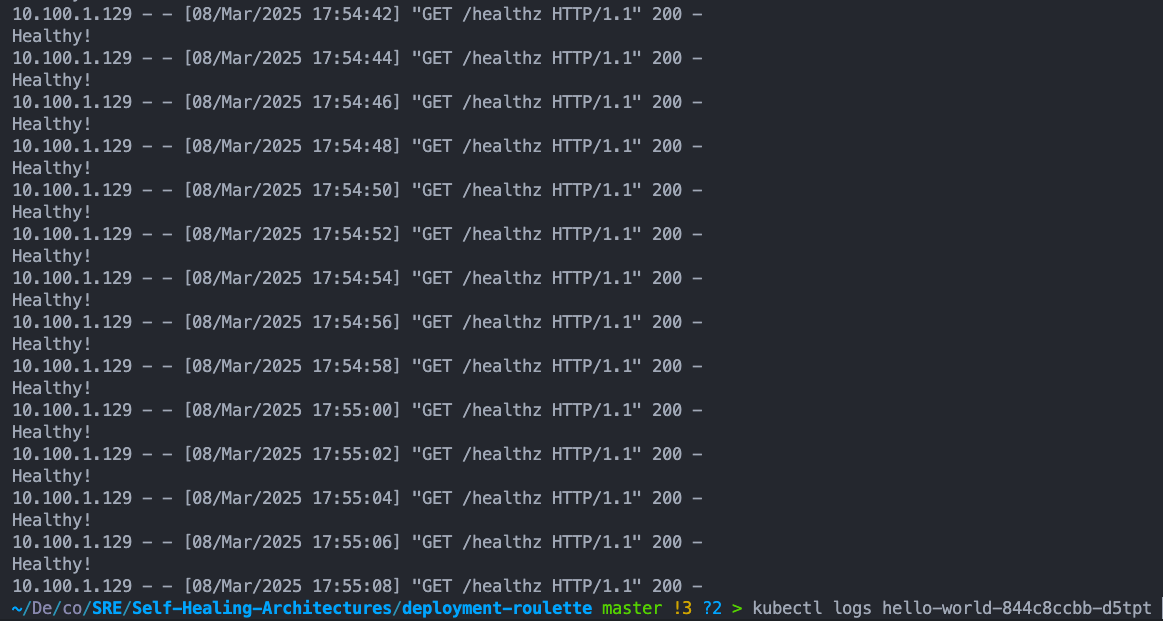 10.100.1.129 - - [08/Mar/2025 17:54:42] "GET /healthz HTTP/1.1" 200 -
Healthy!
10.100.1.129 - - [08/Mar/2025 17:54:44] "GET /healthz HTTP/1.1" 200 -
Healthy!
10.100.1.129 - - [08/Mar/2025 17:54:46] "GET /healthz HTTP/1.1" 200 -
Healthy!
10.100.1.129 - - [08/Mar/2025 17:54:48] "GET /healthz HTTP/1.1" 200 -
Healthy!
10.100.1.129 - - [08/Mar/2025 17:54:50] "GET /healthz HTTP/1.1" 200 -
Healthy!
10.100.1.129 - - [08/Mar/2025 17:54:52] "GET /healthz HTTP/1.1" 200 -
Healthy!
10.100.1.129 - - [08/Mar/2025 17:54:54] "GET /healthz HTTP/1.1" 200 -
Healthy!
10.100.1.129 - - [08/Mar/2025 17:54:56] "GET /healthz HTTP/1.1" 200 -
Healthy!
10.100.1.129 - - [08/Mar/2025 17:54:58] "GET /healthz HTTP/1.1" 200 -
Healthy!
10.100.1.129 - - [08/Mar/2025 17:55:00] "GET /healthz HTTP/1.1" 200 -
Healthy!
10.100.1.129 - - [08/Mar/2025 17:55:02] "GET /healthz HTTP/1.1" 200 -
Healthy!
10.100.1.129 - - [08/Mar/2025 17:55:04] "GET /healthz HTTP/1.1" 200 -
Healthy!
10.100.1.129 - - [08/Mar/2025 17:55:06] "GET /healthz HTTP/1.1" 200 -
Healthy!
10.100.1.129 - - [08/Mar/2025 17:55:08] "GET /healthz HTTP/1.1" 200 -
~/De/co/SRE/Self-Healing-Architectures/deployment-roulette master !3 ?2 > kubectl logs hello-world-844c8ccbb-d5tpt